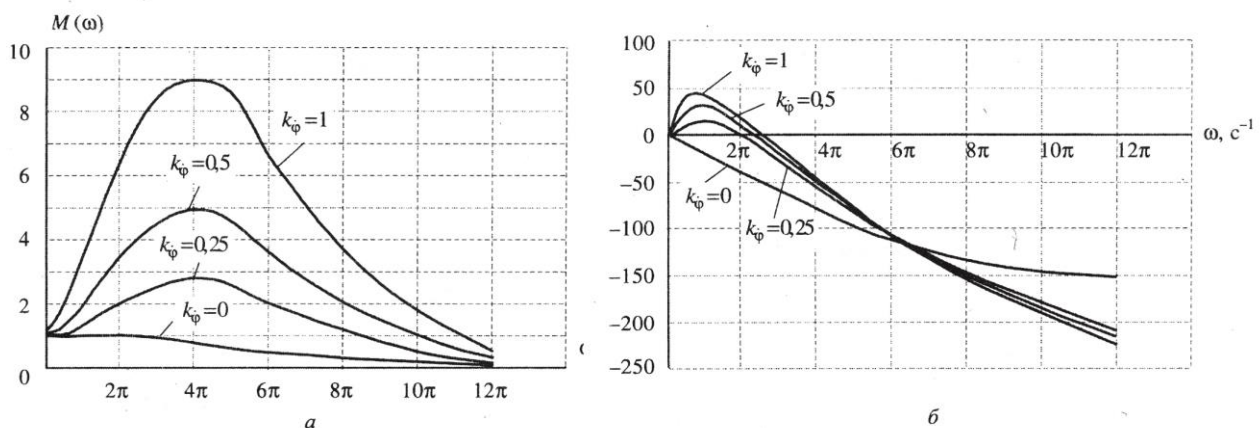 M (ω)
10
8
6
4
2
0
k_φ̇=1
k_φ̇=0,5
k_φ̇=0,25
k_φ̇=0
2π 4π 6π 8π 10π 12π
а
100
50
0
−50
−100
−150
−200
−250
k_φ̇=1
k_φ̇=0,5
ω, с⁻¹
2π 4π 6π 8π 10π 12π
k_φ̇=0
k_φ̇=0,25
б